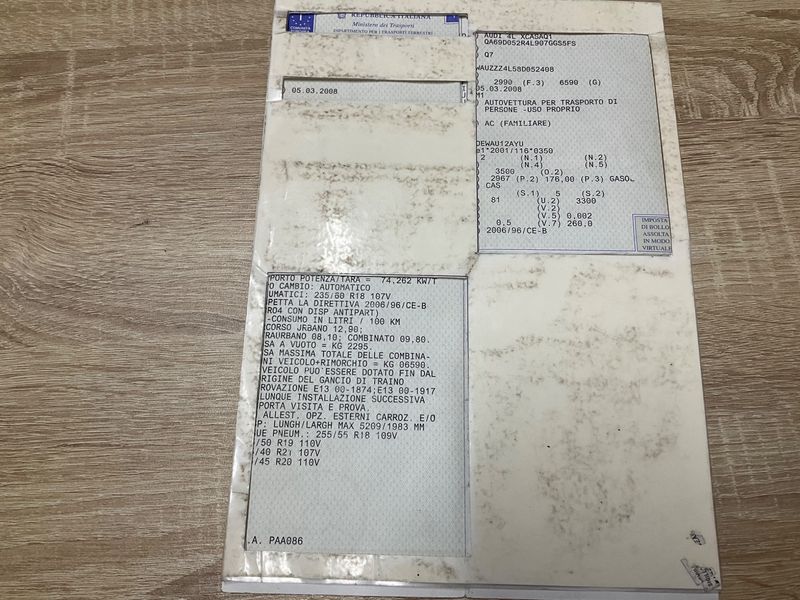 REPUBBLICA ITALIANA
Ministero dei Trasporti
DIPARTIMENTO PER I TRASPORTI TERRESTRI
05.03.2008
AUDI 4L XCASAQ1
QA69D052R4L907GGS5FS
Q7
WAUZZZ4L58D052408
2990 (F.3) 6590 (G)
05.03.2008
M1
AUTOVETTURA PER TRASPORTO DI
PERSONE -USO PROPRIO
AC (FAMILIARE)
DEWAU12AYU
e1*2001/116*0350
2 (N.1) (N.2)
(N.4) (N.5)
3500 (O.2)
2967 (P.2) 176,00 (P.3) GASOL
CAS
(S.1) 5 (S.2)
81 (U.2) 3300
(V.2)
(V.5) 0,002
0,5 (V.7) 260,0
2006/96/CE-B
IMPOSTA
DI BOLLO
ASSOLTA
IN MODO
VIRTUALE
PORTO POTENZA/TARA = 74,262 KW/T
O CAMBIO: AUTOMATICO
UMATICI: 235/60 R18 107V
PETTA LA DIRETTIVA 2006/96/CE-B
RO4 CON DISP ANTIPART)
-CONSUMO IN LITRI / 100 KM
CORSO URBANO 12,90;
RAURBANO 08,10; COMBINATO 09,80.
SA A VUOTO = KG 2295.
SA MASSIMA TOTALE DELLE COMBINA-
NI VEICOLO+RIMORCHIO = KG 06590.
VEICOLO PUO'ESSERE DOTATO FIN DAL
RIGINE DEL GANCIO DI TRAINO
ROVAZIONE E13 00-1874;E13 00-1917
LUNQUE INSTALLAZIONE SUCCESSIVA
PORTA VISITA E PROVA.
ALLEST. OPZ. ESTERNI CARROZ. E/O
P: LUNGH/LARGH MAX 5209/1983 MM
UE PNEUM.: 255/55 R18 109V
/50 R19 110V
/40 R21 107V
/45 R20 110V
.A. PAA086